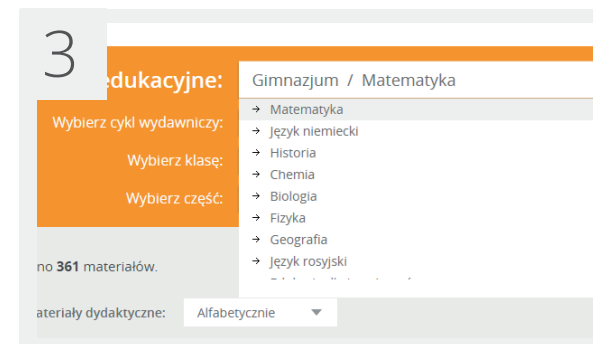 3
edukacyjne:
Gimnazjum / Matematyka
Wybierz cykl wydawniczy:
Wybierz klasę:
Wybierz część:
→ Matematyka
→ Język niemiecki
→ Historia
→ Chemia
→ Biologia
→ Fizyka
→ Geografia
→ Język rosyjski
no 361 materiałów.
ateriały dydaktyczne:
Alfabetycznie